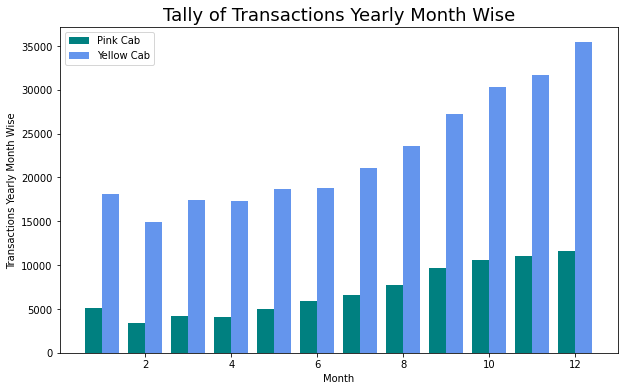 Tally of Transactions Yearly Month Wise
Pink Cab
Yellow Cab
Transactions Yearly Month Wise
35000
30000
25000
20000
15000
10000
5000
0
2 4 6 8 10 12
Month